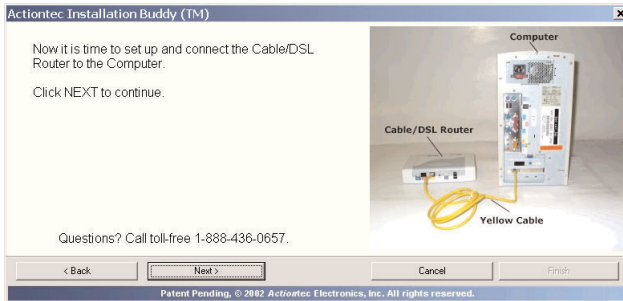 Actiontec Installation Buddy (TM)
Now it is time to set up and connect the Cable/DSL
Router to the Computer.
Click NEXT to continue.
Computer
Cable/DSL Router
Yellow Cable
Questions? Call toll-free 1-888-436-0657.
< Back
Next >
Cancel
Finish
Patent Pending, © 2002 Actiontec Electronics, Inc. All rights reserved.